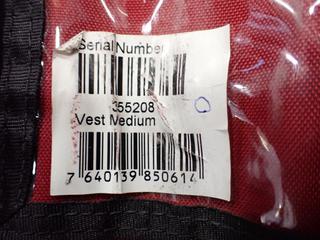 Serial Number
355208
Vest Medium
7 640139 850614